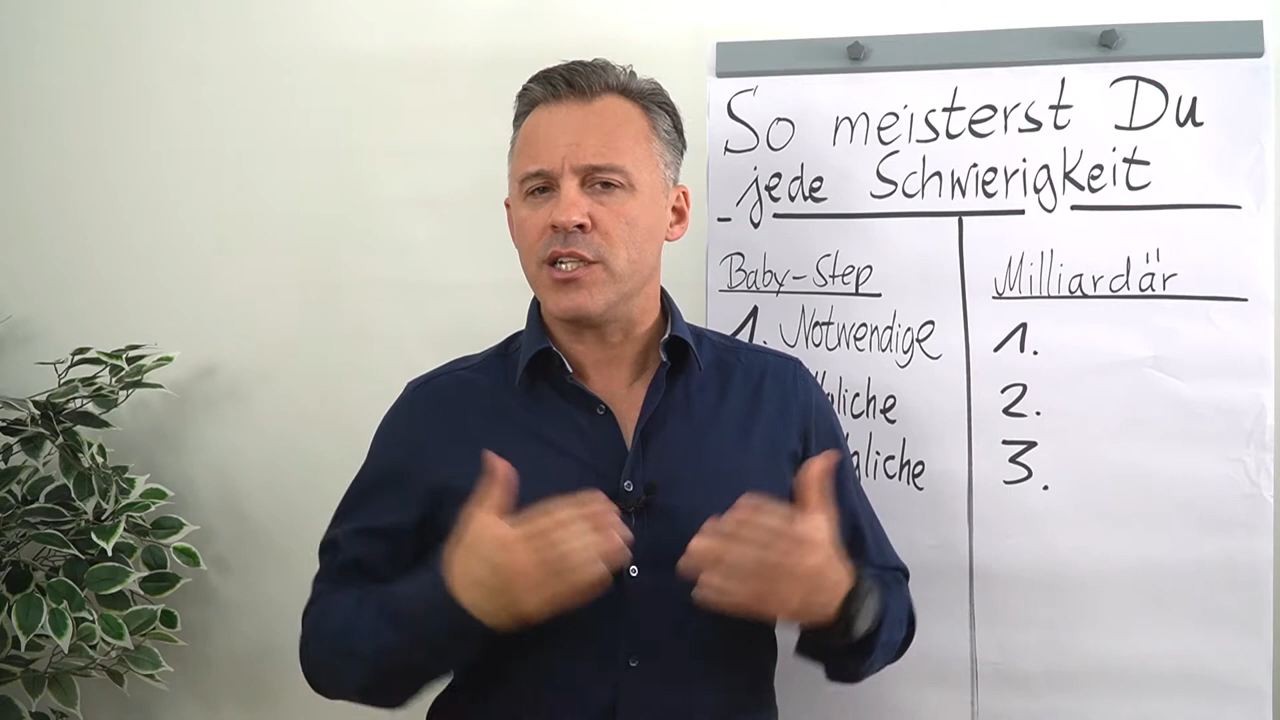 So meisterst Du
jede Schwierigkeit
Baby-Step
1. Notwendige
Milliardär
1.
2.
3.